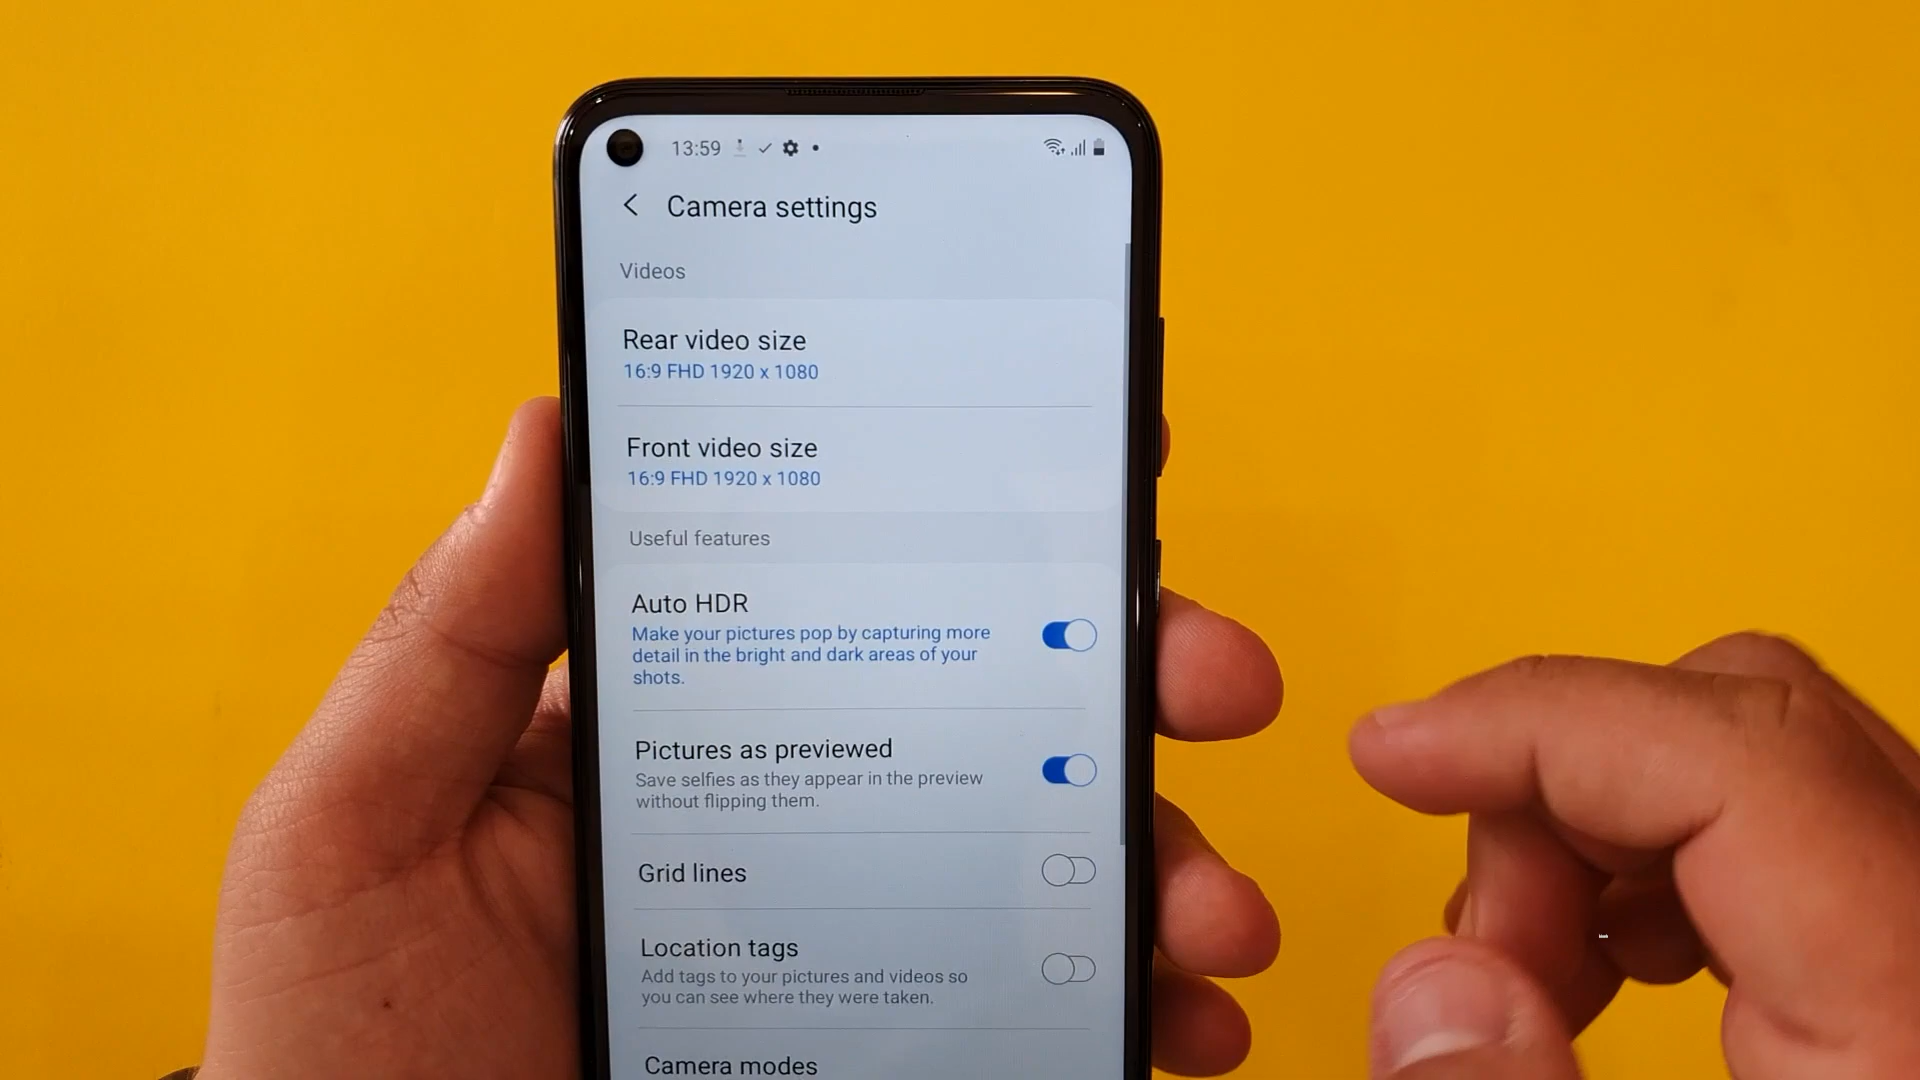 13:59
Camera settings
Videos
Rear video size
16:9 FHD 1920 x 1080
Front video size
16:9 FHD 1920 x 1080
Useful features
Auto HDR
Make your pictures pop by capturing more
detail in the bright and dark areas of your
shots.
Pictures as previewed
Save selfies as they appear in the preview
without flipping them.
Grid lines
Location tags
Add tags to your pictures and videos so
you can see where they were taken.
Camera modes